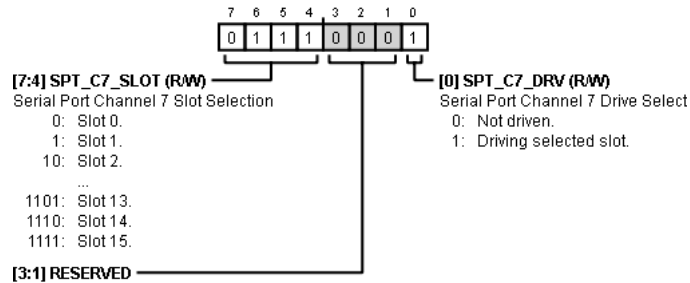 7 6 5 4 3 2 1 0
0 1 1 1 0 0 0 1
[7:4] SPT_C7_SLOT (R/W)
Serial Port Channel 7 Slot Selection
0: Slot 0.
1: Slot 1.
10: Slot 2.
...
1101: Slot 13.
1110: Slot 14.
1111: Slot 15.
[3:1] RESERVED
[0] SPT_C7_DRV (R/W)
Serial Port Channel 7 Drive Select
0: Not driven.
1: Driving selected slot.